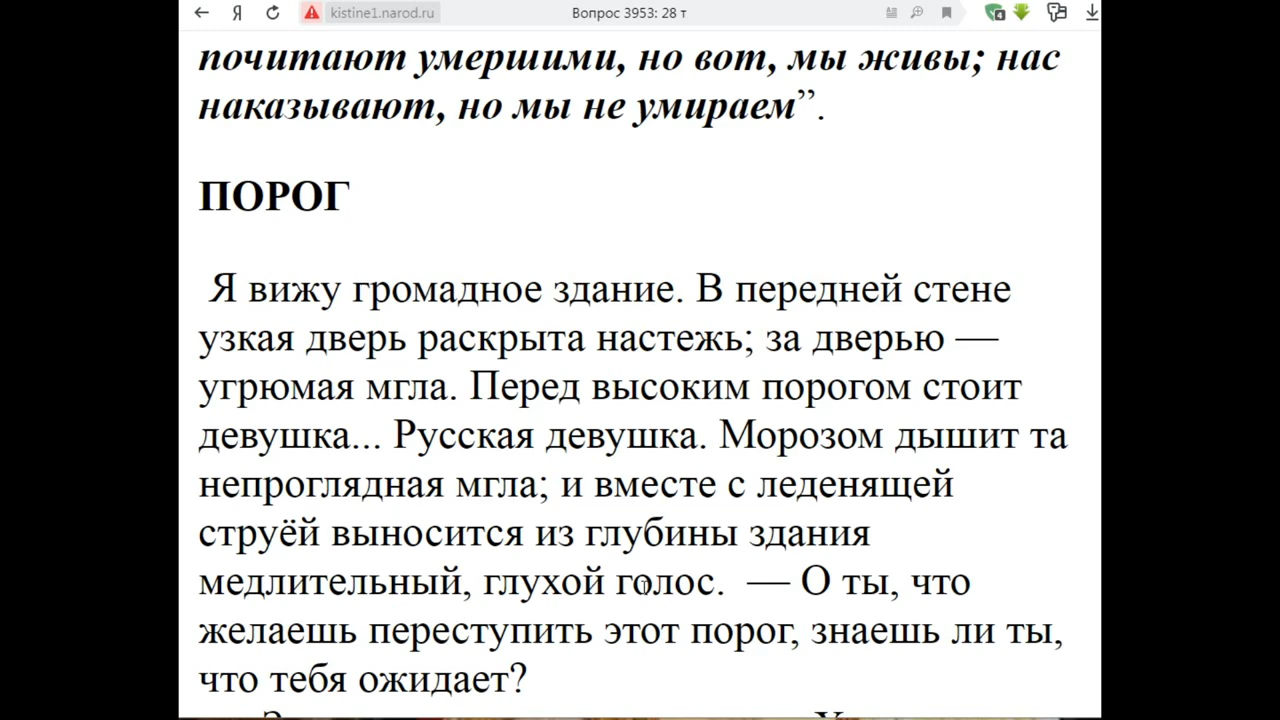 Я kistine1.narod.ru Вопрос 3953: 28 т 4
почитают умершими, но вот, мы живы; нас
наказывают, но мы не умираем”.
ПОРОГ
Я вижу громадное здание. В передней стене
узкая дверь раскрыта настежь; за дверью —
угрюмая мгла. Перед высоким порогом стоит
девушка... Русская девушка. Морозом дышит та
непроглядная мгла; и вместе с леденящей
струёй выносится из глубины здания
медлительный, глухой голос. — О ты, что
желаешь переступить этот порог, знаешь ли ты,
что тебя ожидает?